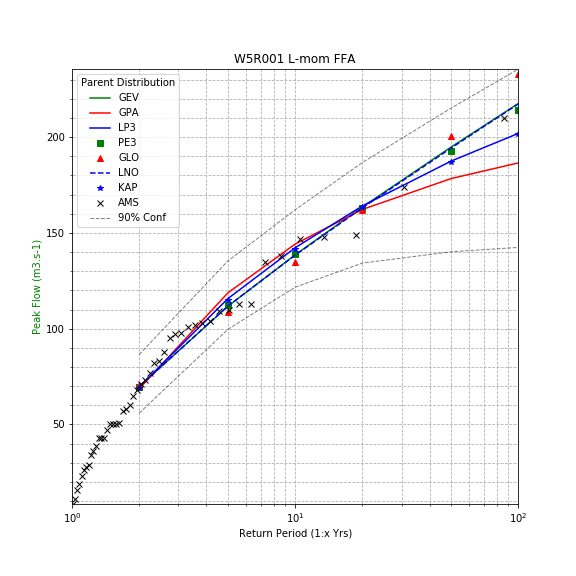 W5R001 L-mom FFA
Parent Distribution
GEV
GPA
LP3
PE3
GLO
LNO
KAP
AMS
90% Conf
200
150
100
50
Peak Flow (m3.s-1)
10⁰
10¹
10²
Return Period (1:x Yrs)